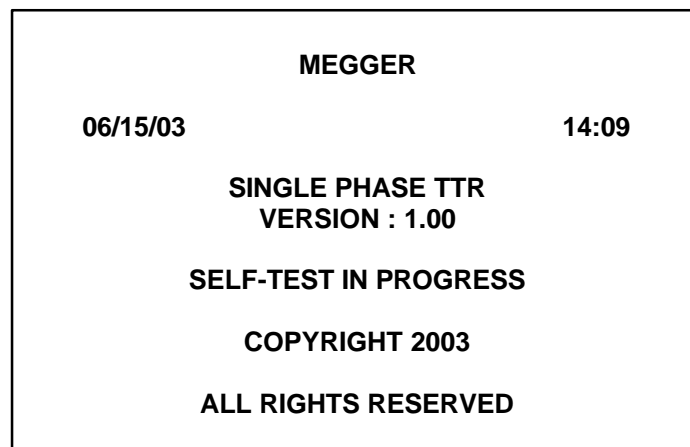 MEGGER
06/15/03 14:09
SINGLE PHASE TTR
VERSION : 1.00
SELF-TEST IN PROGRESS
COPYRIGHT 2003
ALL RIGHTS RESERVED